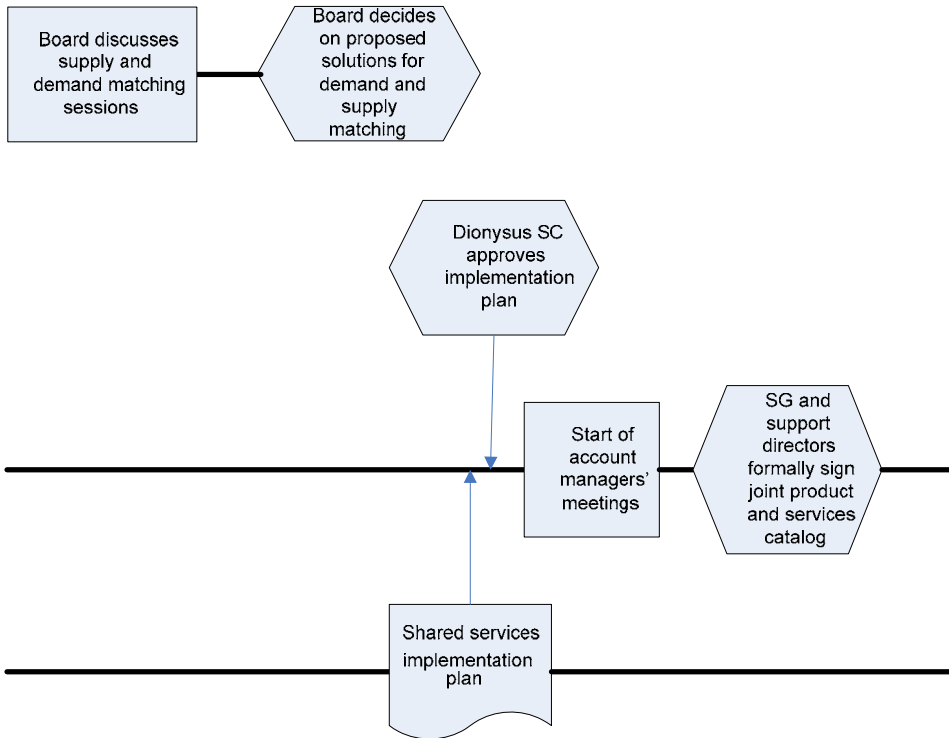 Board discusses
supply and
demand matching
sessions
Board decides
on proposed
solutions for
demand and
supply
matching
Dionysus SC
approves
implementation
plan
Start of
account
managers’
meetings
SG and
support
directors
formally sign
joint product
and services
catalog
Shared services
implementation
plan